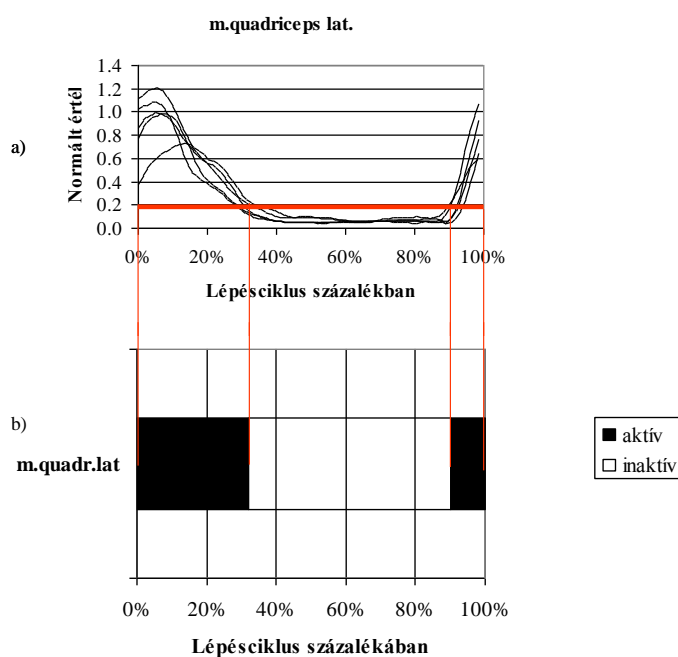 m.quadriceps lat.
a)
Normált értél
1.4
1.2
1.0
0.8
0.6
0.4
0.2
0.0
0% 20% 40% 60% 80% 100%
Lépésciklus százalékban
b)
m.quadr.lat
aktív
inaktív
0% 20% 40% 60% 80% 100%
Lépésciklus százalékában